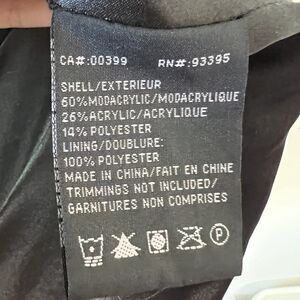 CA#:00399 RN#:93395
SHELL/EXTERIEUR
60%MODACRYLIC/MODACRYLIQUE
26%ACRYLIC/ACRYLIQUE
14% POLYESTER
LINING/DOUBLURE:
100% POLYESTER
MADE IN CHINA/FAIT EN CHINE
TRIMMINGS NOT INCLUDED/
GARNITURES NON COMPRISES
P